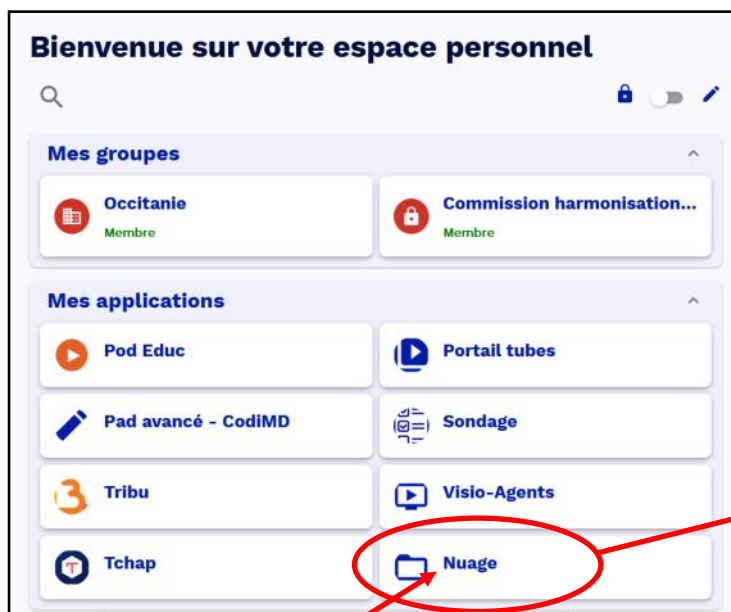 Bienvenue sur votre espace personnel
Mes groupes
Occitanie
Membre
Commission harmonisation...
Membre
Mes applications
Pod Educ
Portail tubes
Pad avancé - CodiMD
Sondage
Tribu
Visio-Agents
Tchap
Nuage